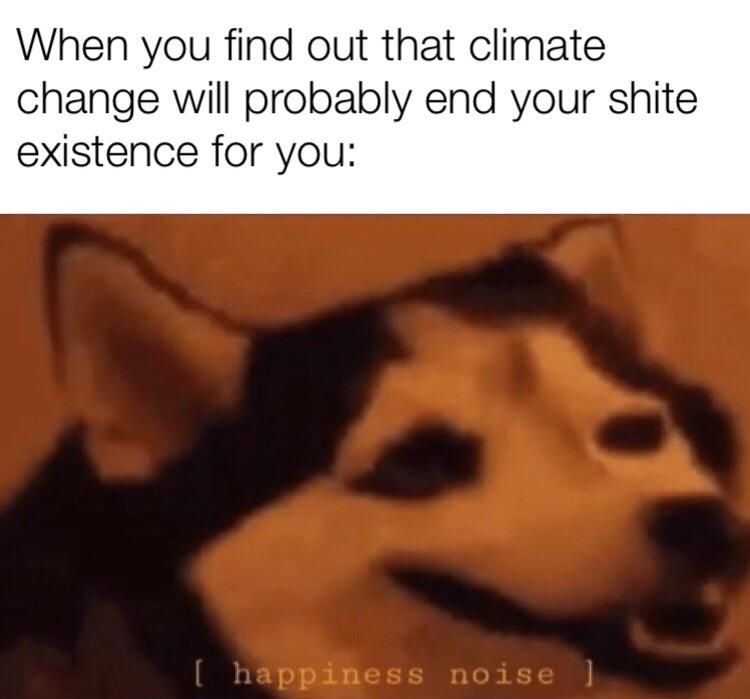 When you find out that climate
change will probably end your shite
existence for you:
[ happiness noise ]